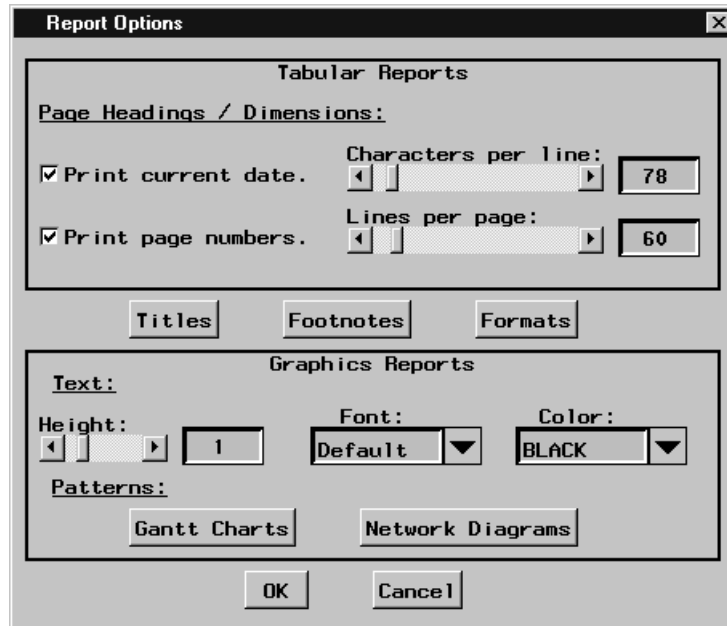 Report Options
Tabular Reports
Page Headings / Dimensions:
Characters per line:
Print current date. 78
Lines per page:
Print page numbers. 60
Titles Footnotes Formats
Graphics Reports
Text:
Height: Font: Color:
1 Default BLACK
Patterns:
Gantt Charts Network Diagrams
OK Cancel